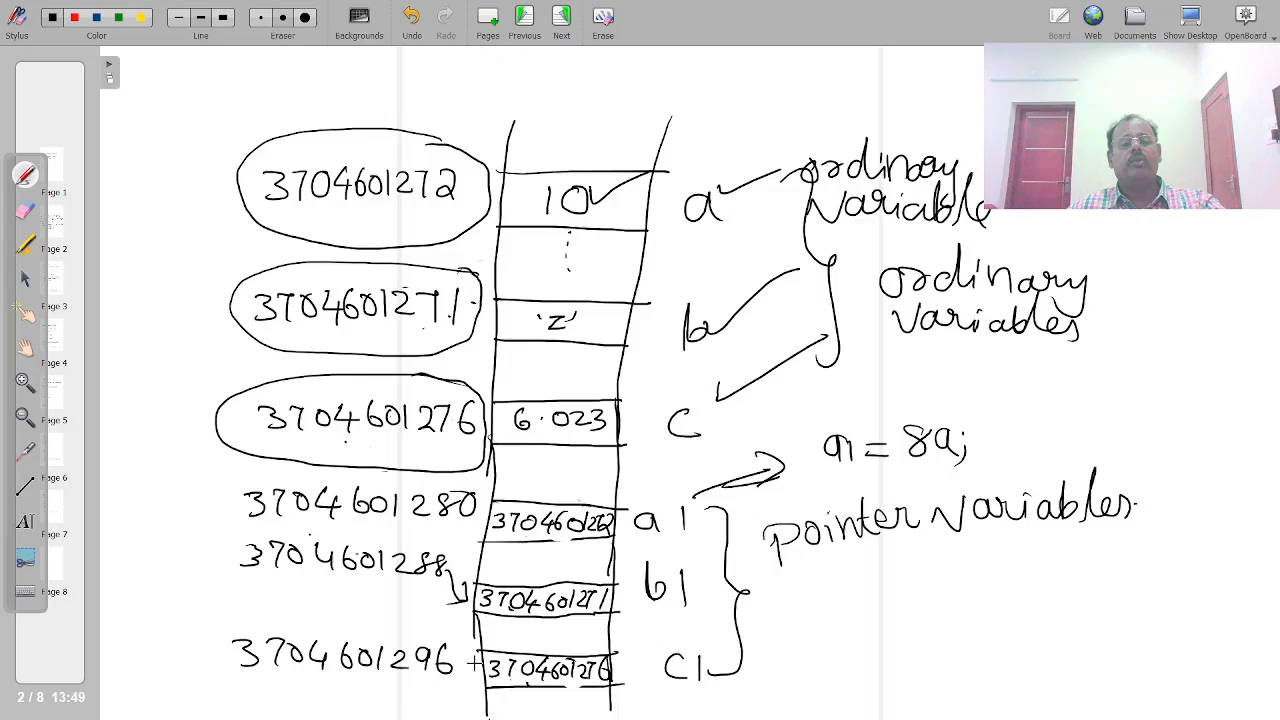 Stylus
Color
Line
Eraser
Backgrounds
Undo
Redo
Pages
Previous
Next
Erase
Board
Web
Documents
Show Desktop
OpenBoard
Page 1
Page 2
Page 3
Page 4
Page 5
Page 6
Page 7
Page 8
2 / 8 13:49
3704601272
10
a
ordinary
variable
3704601271
'Z'
b
ordinary
variables
3704601276
6.023
C
a1 = &a;
3704601280
3704601262
a1
pointer variables.
3704601288
3704601271
b1
3704601296
3704601276
C1